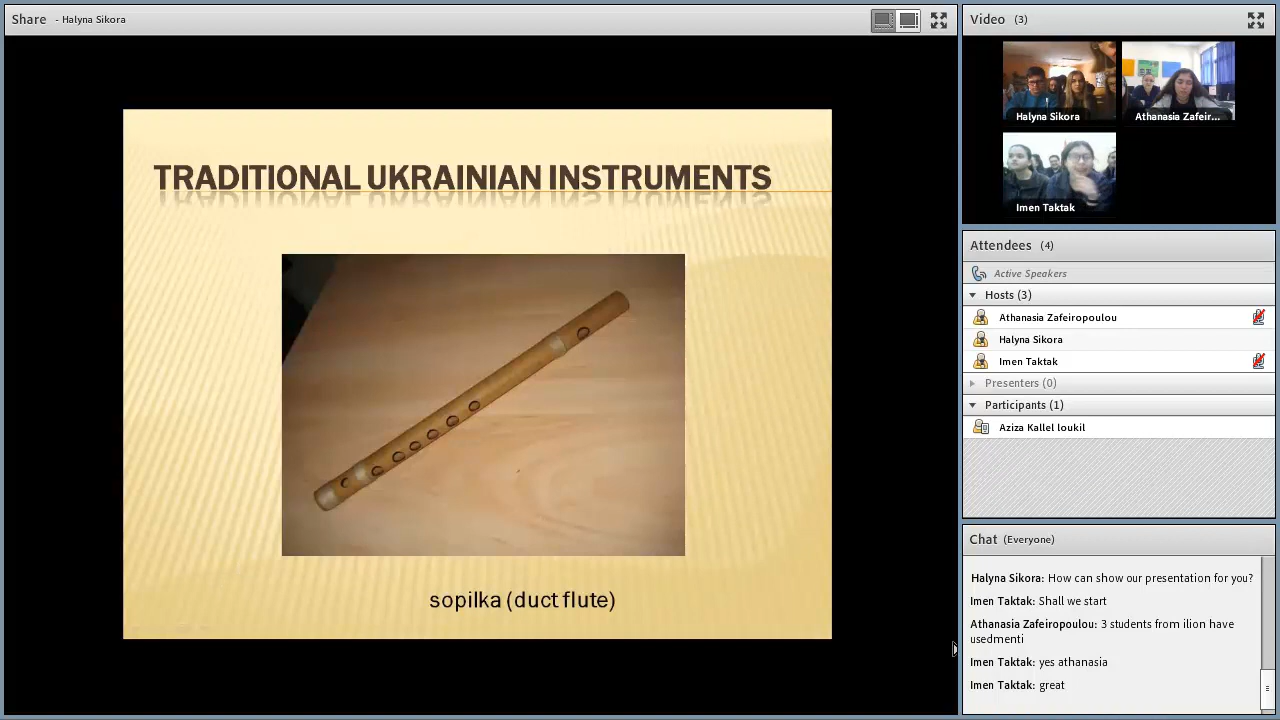 Share - Halyna Sikora
TRADITIONAL UKRAINIAN INSTRUMENTS
sopilka (duct flute)
Video (3)
Halyna Sikora
Athanasia Zafeir...
Imen Taktak
Attendees (4)
Active Speakers
Hosts (3)
Athanasia Zafeiropoulou
Halyna Sikora
Imen Taktak
Presenters (0)
Participants (1)
Aziza Kallel loukil
Chat (Everyone)
Halyna Sikora: How can show our presentation for you?
Imen Taktak: Shall we start
Athanasia Zafeiropoulou: 3 students from ilion have
usedmenti
Imen Taktak: yes athanasia
Imen Taktak: great